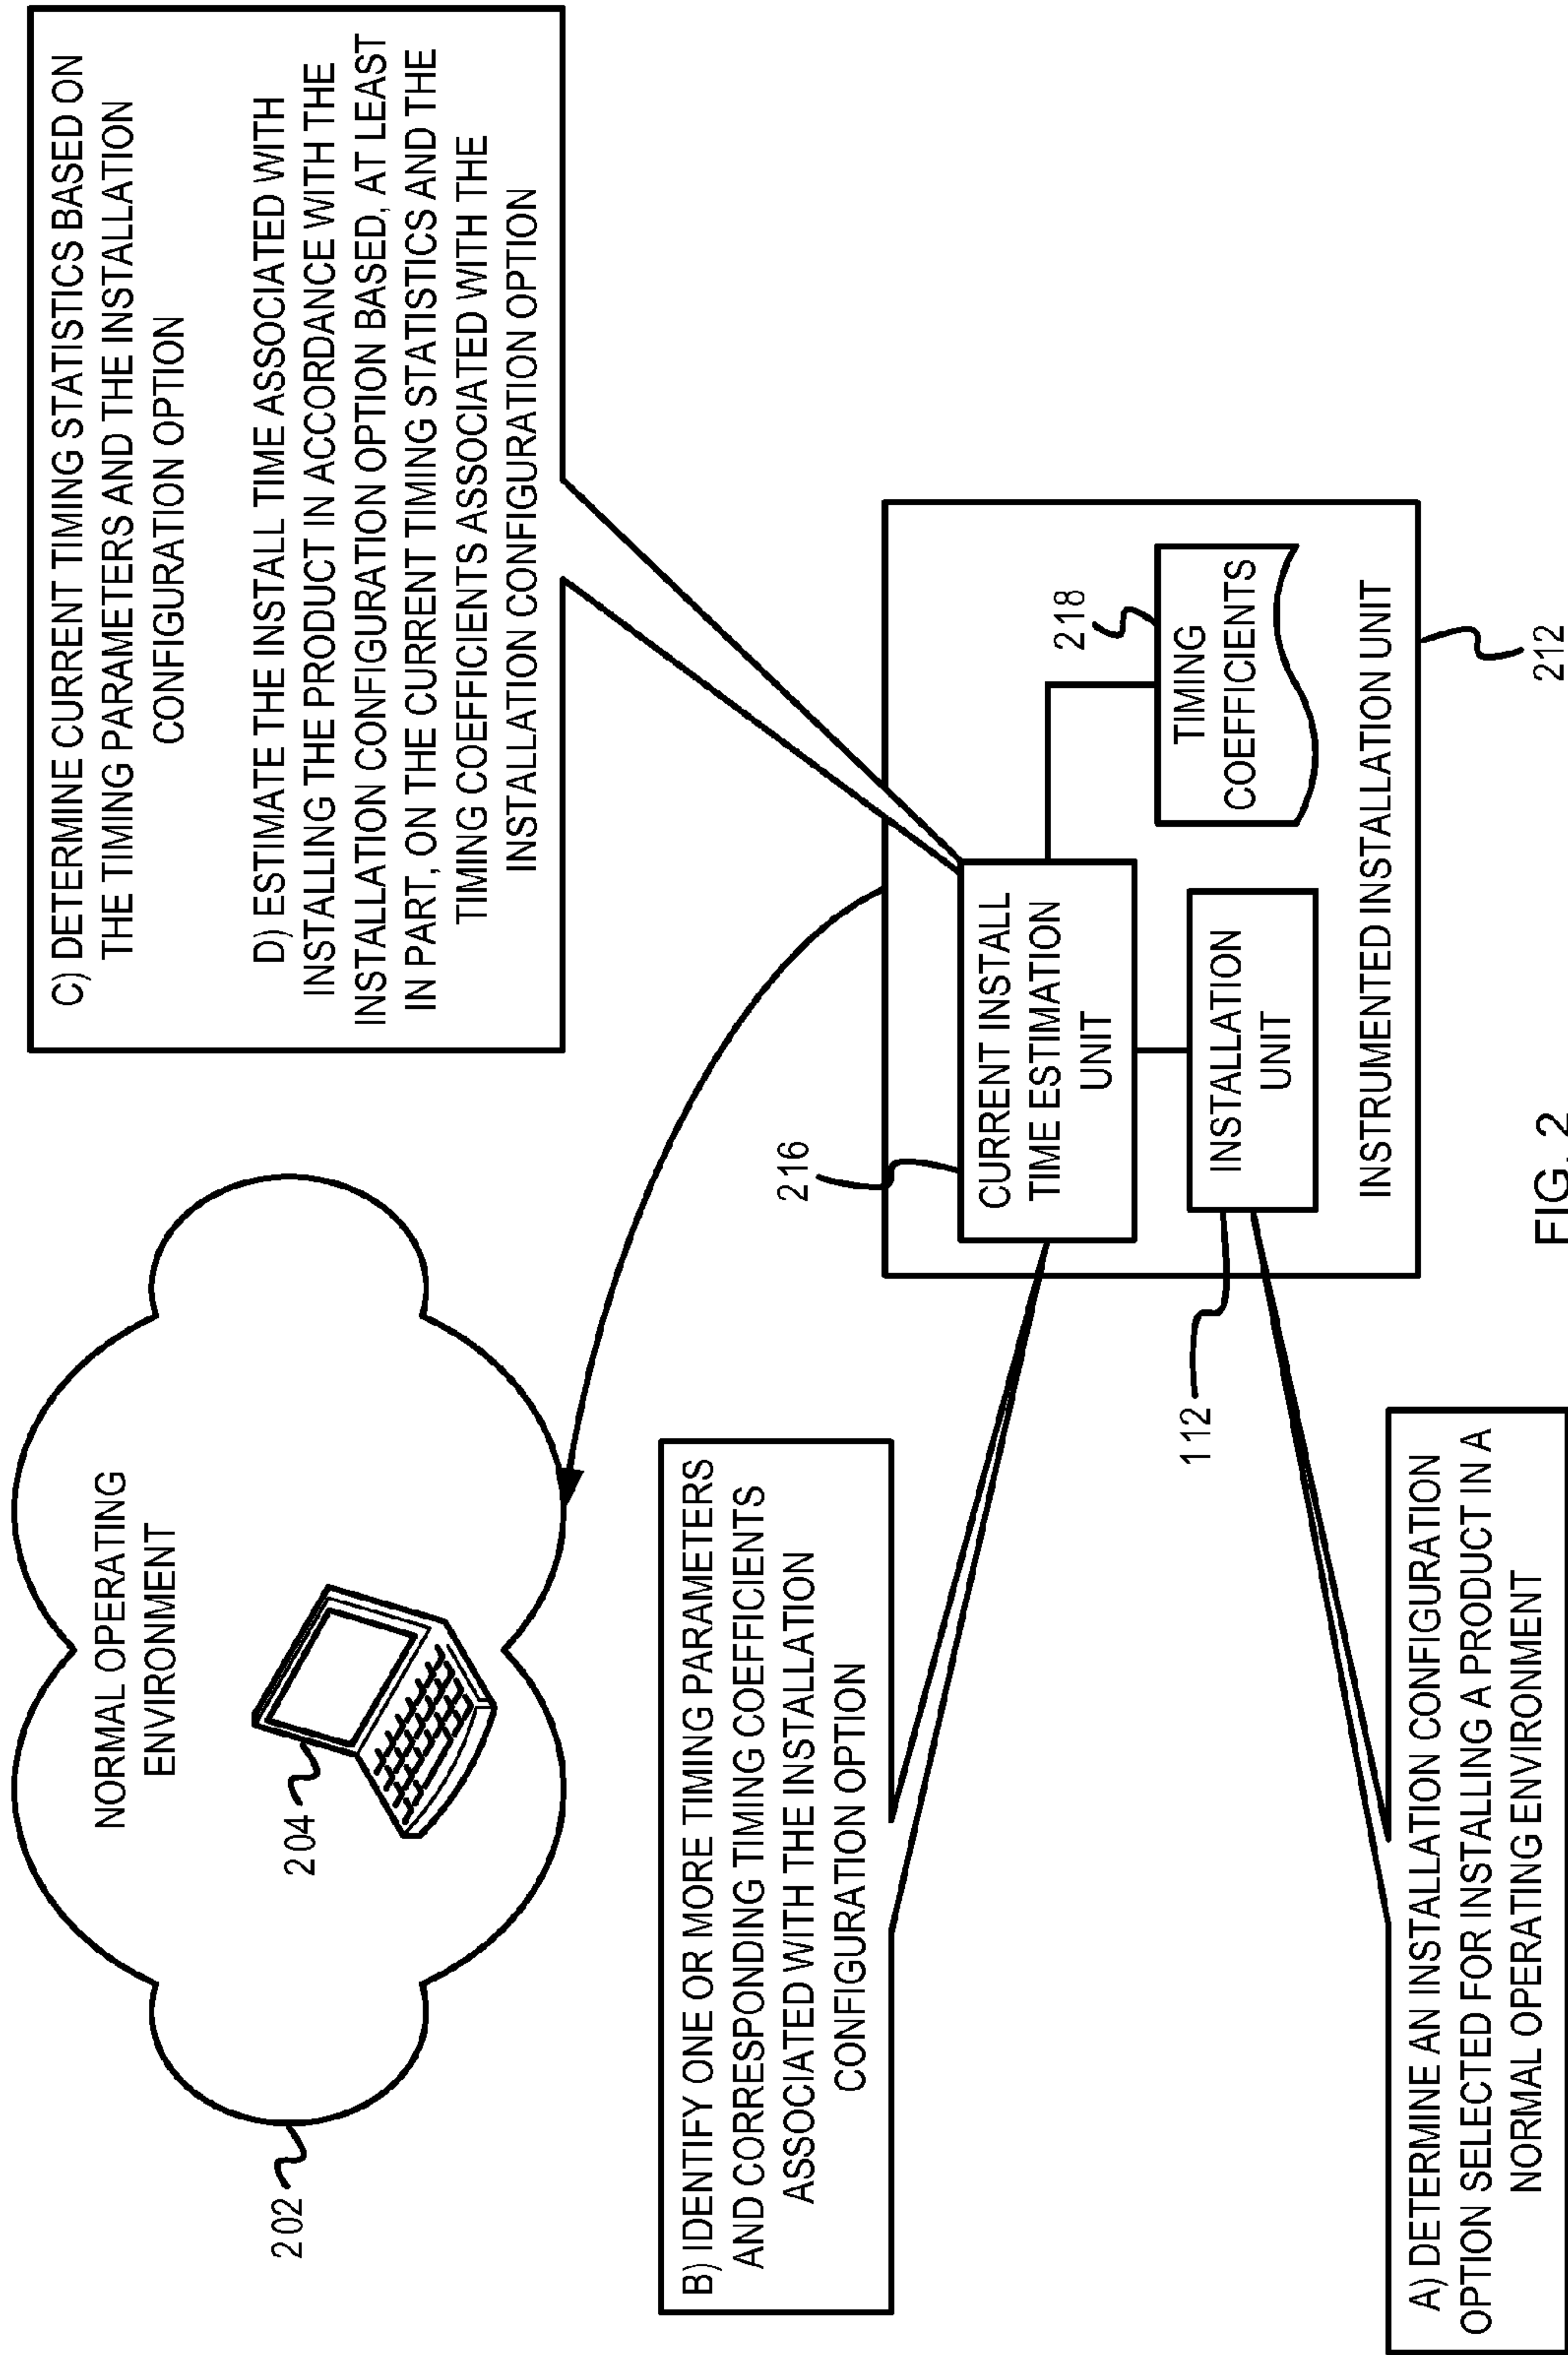 NORMAL OPERATING
ENVIRONMENT
204
202
C) DETERMINE CURRENT TIMING STATISTICS BASED ON
THE TIMING PARAMETERS AND THE INSTALLATION
CONFIGURATION OPTION
D) ESTIMATE THE INSTALL TIME ASSOCIATED WITH
INSTALLING THE PRODUCT IN ACCORDANCE WITH THE
INSTALLATION CONFIGURATION OPTION BASED, AT LEAST
IN PART, ON THE CURRENT TIMING STATISTICS AND THE
TIMING COEFFICIENTS ASSOCIATED WITH THE
INSTALLATION CONFIGURATION OPTION
B) IDENTIFY ONE OR MORE TIMING PARAMETERS
AND CORRESPONDING TIMING COEFFICIENTS
ASSOCIATED WITH THE INSTALLATION
CONFIGURATION OPTION
216
CURRENT INSTALL
TIME ESTIMATION
UNIT
218
TIMING
COEFFICIENTS
112
INSTALLATION
UNIT
INSTRUMENTED INSTALLATION UNIT
212
A) DETERMINE AN INSTALLATION CONFIGURATION
OPTION SELECTED FOR INSTALLING A PRODUCT IN A
NORMAL OPERATING ENVIRONMENT
FIG. 2